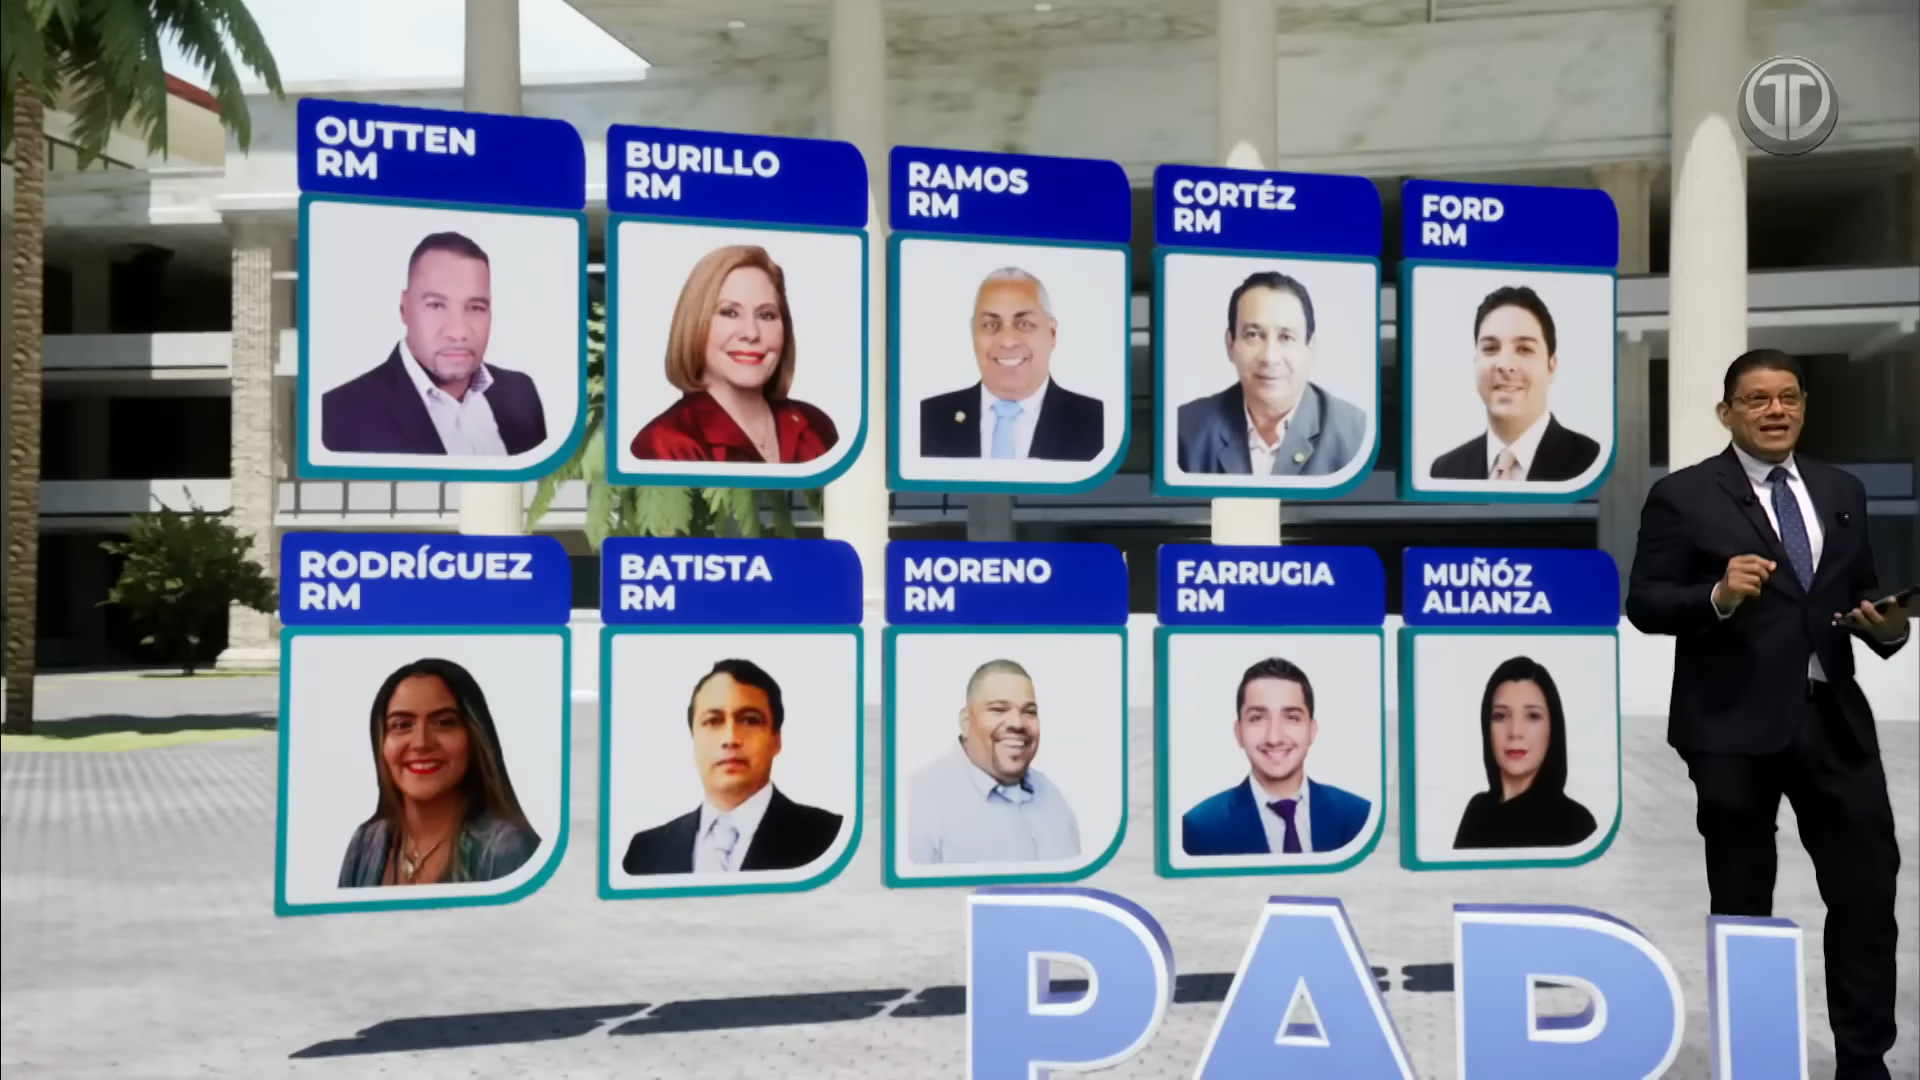 OUTTEN
RM
BURILLO
RM
RAMOS
RM
CORTÉZ
RM
FORD
RM
RODRÍGUEZ
RM
BATISTA
RM
MORENO
RM
FARRUGIA
RM
MUÑÓZ
ALIANZA